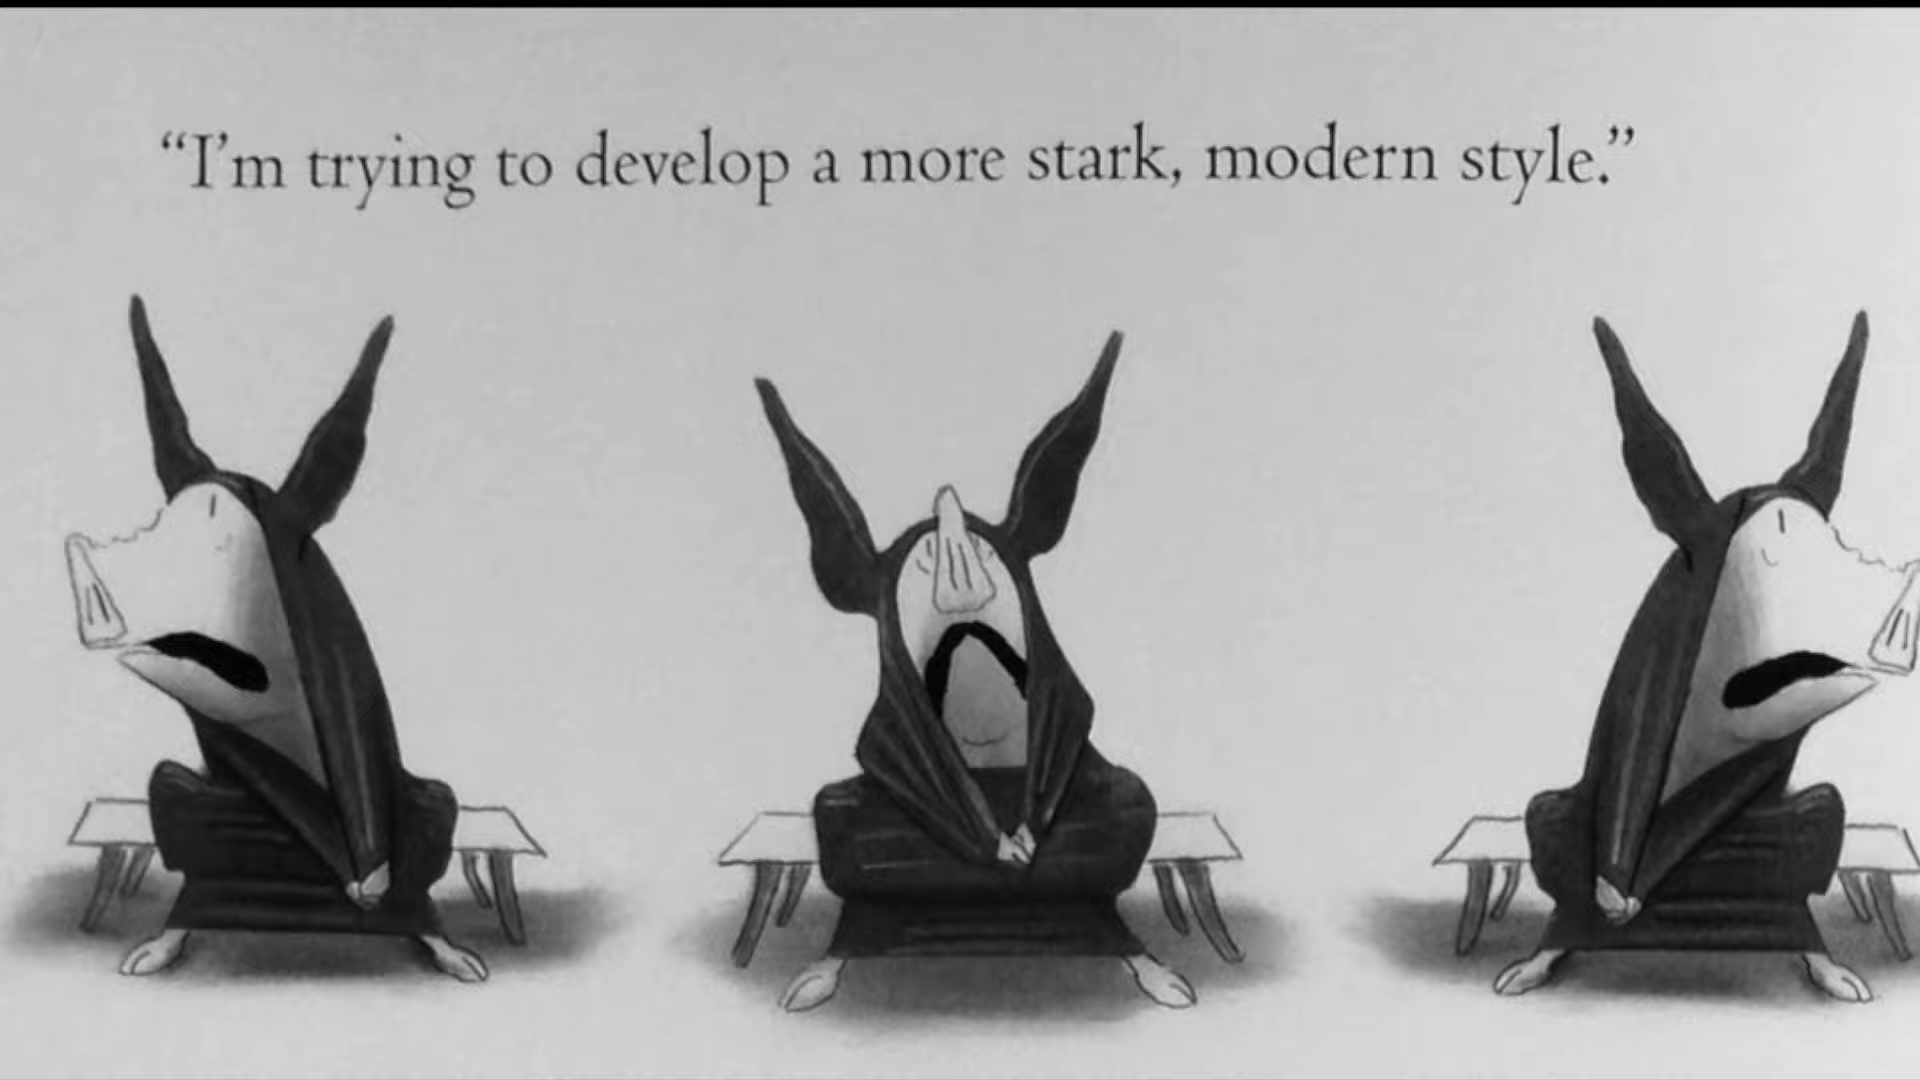 “I’m trying to develop a more stark, modern style.”